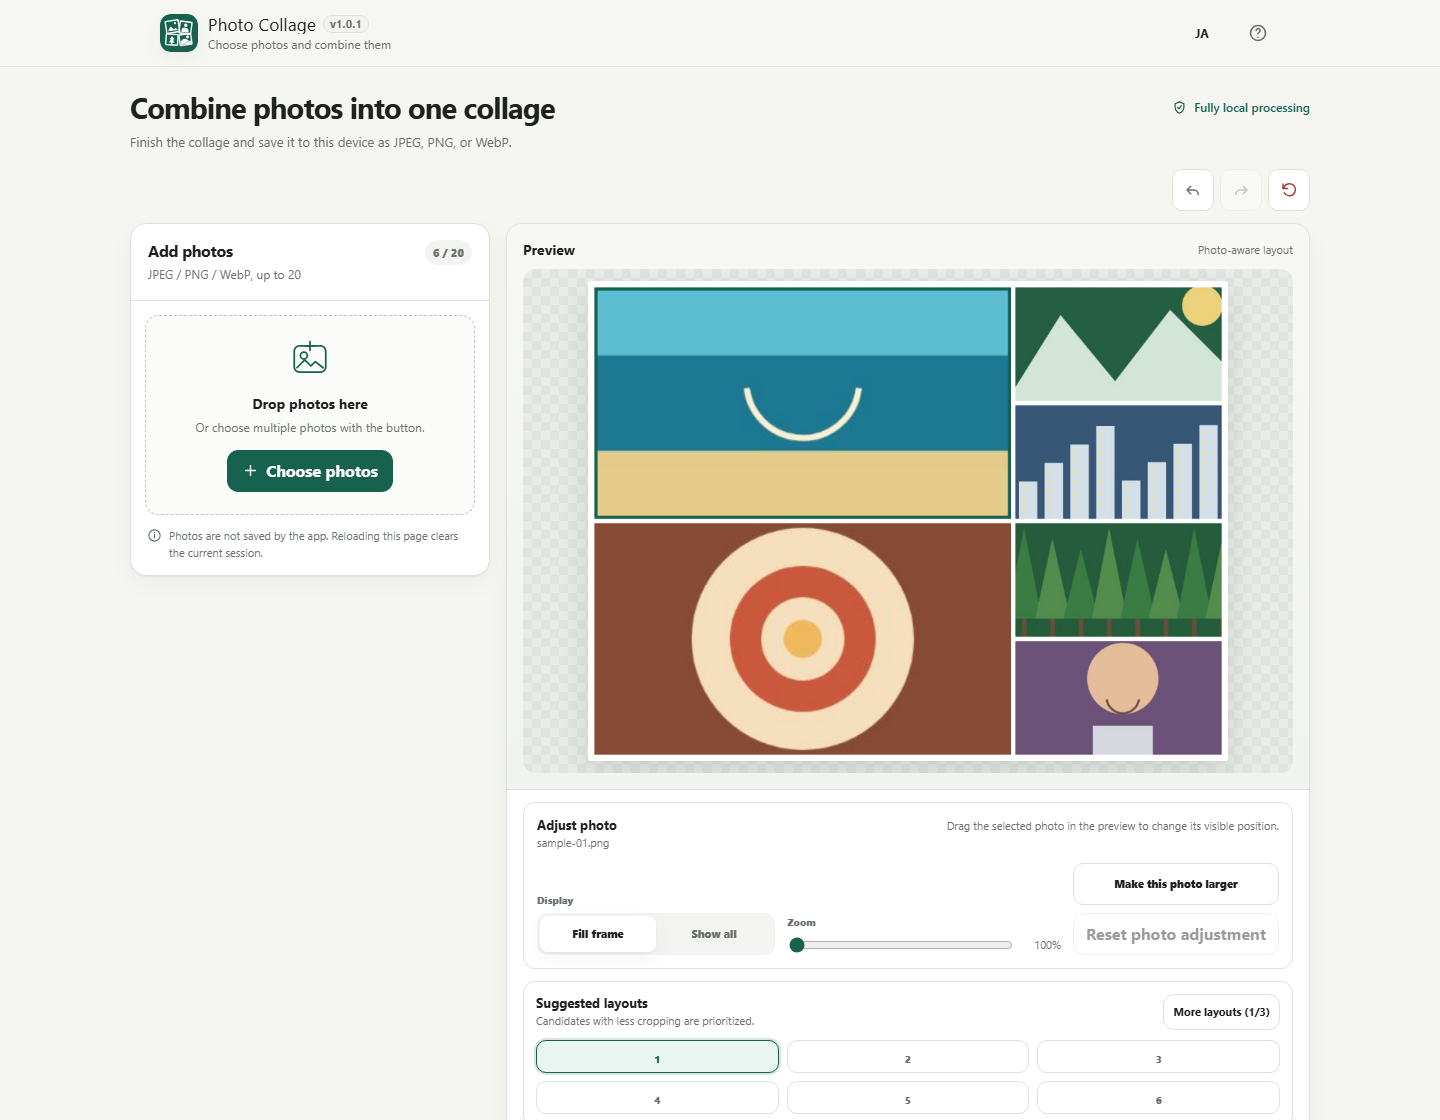 Photo Collage v1.0.1
Choose photos and combine them
JA
Combine photos into one collage
Fully local processing
Finish the collage and save it to this device as JPEG, PNG, or WebP.
Add photos
6 / 20
JPEG / PNG / WebP, up to 20
Drop photos here
Or choose multiple photos with the button.
+ Choose photos
Photos are not saved by the app. Reloading this page clears
the current session.
Preview
Photo-aware layout
Adjust photo
Drag the selected photo in the preview to change its visible position.
sample-01.png
Make this photo larger
Display
Fill frame
Show all
Zoom
100%
Reset photo adjustment
Suggested layouts
Candidates with less cropping are prioritized.
More layouts (1/3)
1
2
3
4
5
6